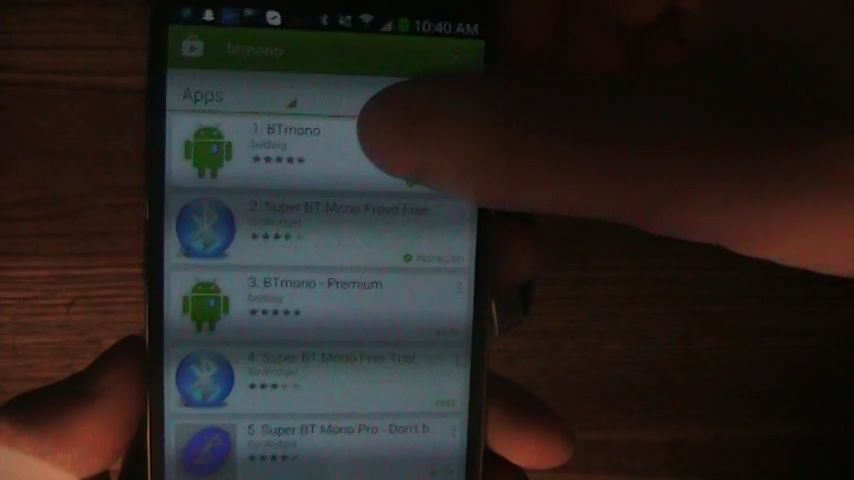 10:40 AM
btmono
Apps
1. BTmono
2. Super BT Mono Froyo Free
INSTALLED
3. BTmono - Premium
4. Super BT Mono Free Trial
FREE
5. Super BT Mono Pro - Don't b